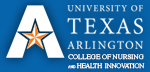 UNIVERSITY OF
TEXAS
ARLINGTON
COLLEGE OF NURSING
AND HEALTH INNOVATION